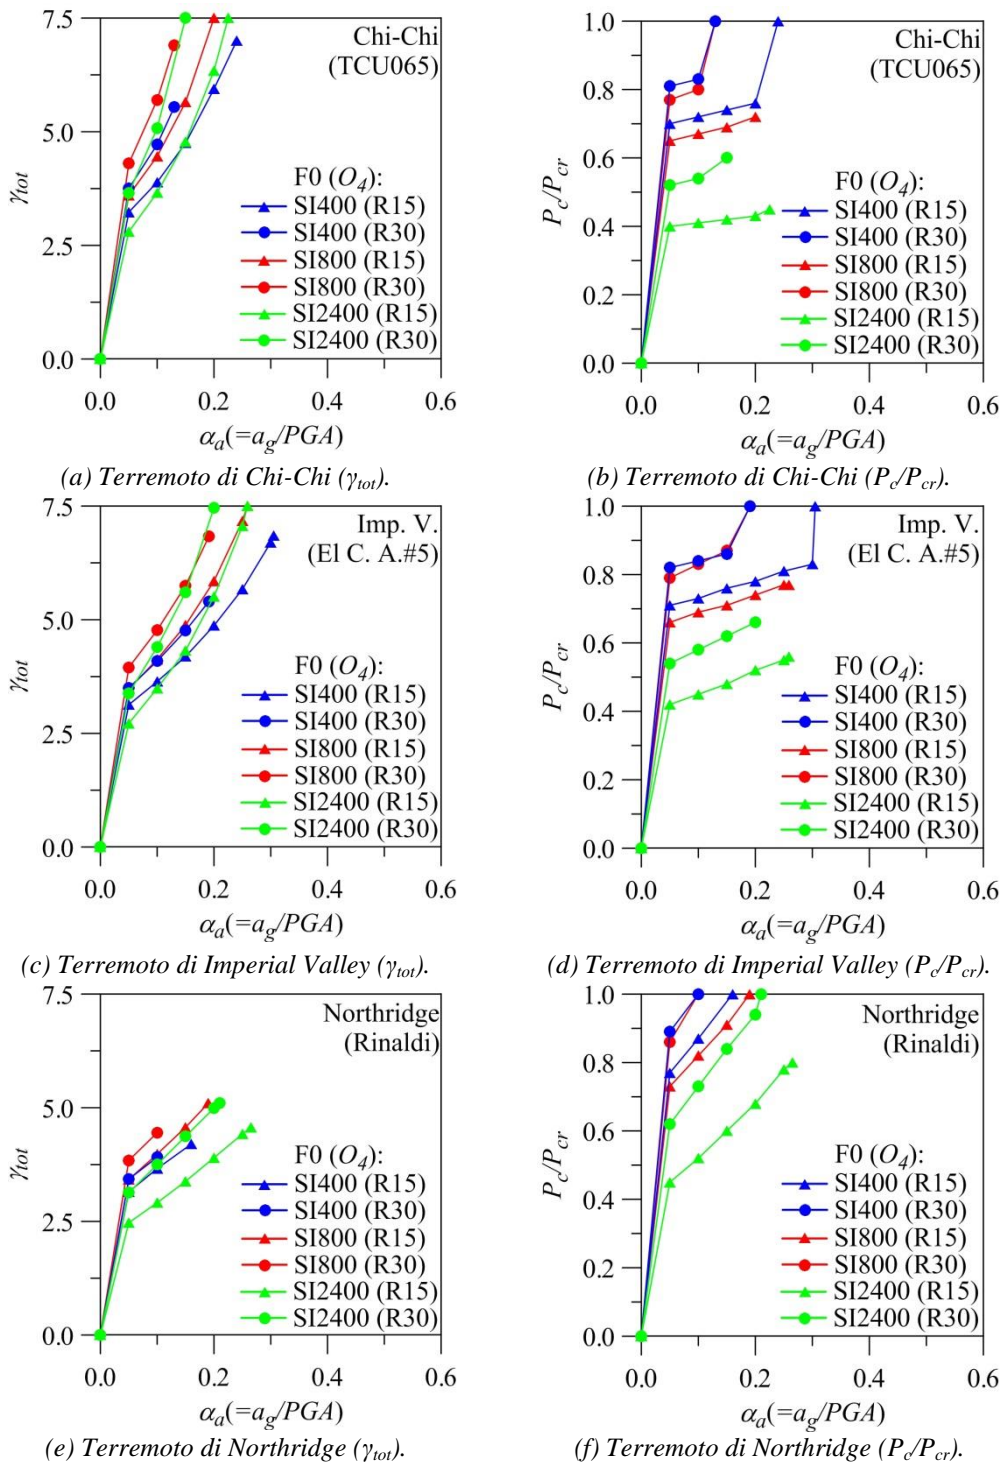 7.5
5.0
2.5
0.0
γtot
Chi-Chi
(TCU065)
F0 (O4):
SI400 (R15)
SI400 (R30)
SI800 (R15)
SI800 (R30)
SI2400 (R15)
SI2400 (R30)
0.0 0.2 0.4 0.6
αa(=ag/PGA)
(a) Terremoto di Chi-Chi (γtot).
1.0
0.8
0.6
0.4
0.2
0.0
Pc/Pcr
Chi-Chi
(TCU065)
F0 (O4):
SI400 (R15)
SI400 (R30)
SI800 (R15)
SI800 (R30)
SI2400 (R15)
SI2400 (R30)
0.0 0.2 0.4 0.6
αa(=ag/PGA)
(b) Terremoto di Chi-Chi (Pc/Pcr).
7.5
5.0
2.5
0.0
γtot
Imp. V.
(El C. A.#5)
F0 (O4):
SI400 (R15)
SI400 (R30)
SI800 (R15)
SI800 (R30)
SI2400 (R15)
SI2400 (R30)
0.0 0.2 0.4 0.6
αa(=ag/PGA)
(c) Terremoto di Imperial Valley (γtot).
1.0
0.8
0.6
0.4
0.2
0.0
Pc/Pcr
Imp. V.
(El C. A.#5)
F0 (O4):
SI400 (R15)
SI400 (R30)
SI800 (R15)
SI800 (R30)
SI2400 (R15)
SI2400 (R30)
0.0 0.2 0.4 0.6
αa(=ag/PGA)
(d) Terremoto di Imperial Valley (Pc/Pcr).
7.5
5.0
2.5
0.0
γtot
Northridge
(Rinaldi)
F0 (O4):
SI400 (R15)
SI400 (R30)
SI800 (R15)
SI800 (R30)
SI2400 (R15)
SI2400 (R30)
0.0 0.2 0.4 0.6
αa(=ag/PGA)
(e) Terremoto di Northridge (γtot).
1.0
0.8
0.6
0.4
0.2
0.0
Pc/Pcr
Northridge
(Rinaldi)
F0 (O4):
SI400 (R15)
SI400 (R30)
SI800 (R15)
SI800 (R30)
SI2400 (R15)
SI2400 (R30)
0.0 0.2 0.4 0.6
αa(=ag/PGA)
(f) Terremoto di Northridge (Pc/Pcr).